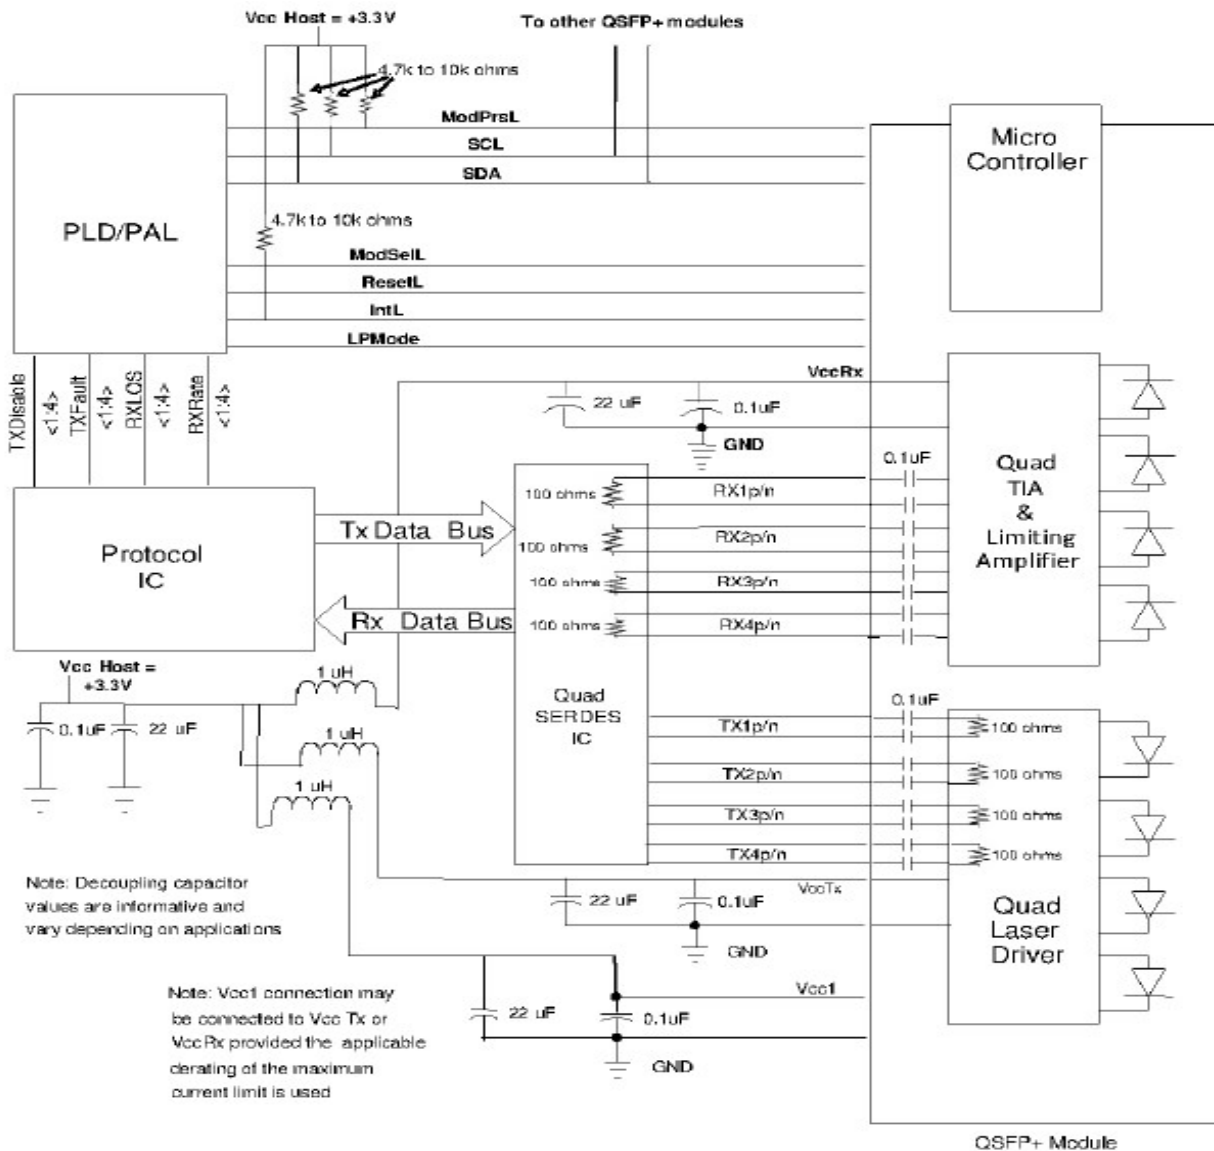 Vcc Host = +3.3V
To other QSFP+ modules
4.7k to 10k ohms
ModPrsL
SCL
SDA
Micro
Controller
PLD/PAL
4.7k to 10k ohms
ModSelL
ResetL
IntL
LPMode
TXDisable
<1:4>
TXFault
<1:4>
RXLOS
<1:4>
RXRate
<1:4>
VccRx
22 uF
0.1uF
GND
0.1uF
Quad
TIA
&
Limiting
Amplifier
100 ohms
RX1p/n
100 ohms
RX2p/n
100 ohms
RX3p/n
100 ohms
RX4p/n
Protocol
IC
Tx Data Bus
Rx Data Bus
Vcc Host =
+3.3V
0.1uF
22 uF
1 uH
1 uH
1 uH
Quad
SERDES
IC
0.1uF
TX1p/n
100 ohms
TX2p/n
100 ohms
TX3p/n
100 ohms
TX4p/n
100 ohms
VccTx
22 uF
0.1uF
GND
Quad
Laser
Driver
Note: Decoupling capacitor
values are informative and
vary depending on applications
Note: Vcc1 connection may
be connected to Vcc Tx or
Vcc Rx provided the applicable
derating of the maximum
current limit is used
Vcc1
22 uF
0.1uF
GND
QSFP+ Module